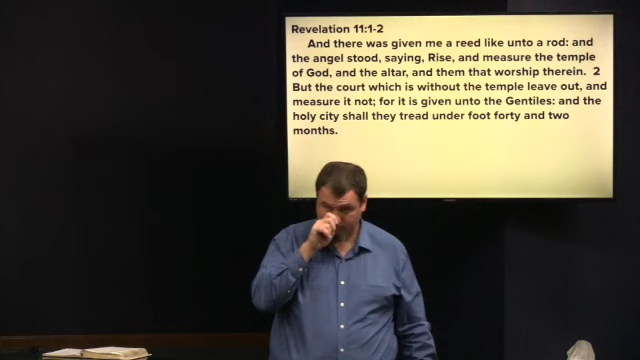 Revelation 11:1-2
And there was given me a reed like unto a rod: and
the angel stood, saying, Rise, and measure the temple
of God, and the altar, and them that worship therein. 2
But the court which is without the temple leave out, and
measure it not; for it is given unto the Gentiles: and the
holy city shall they tread under foot forty and two
months.